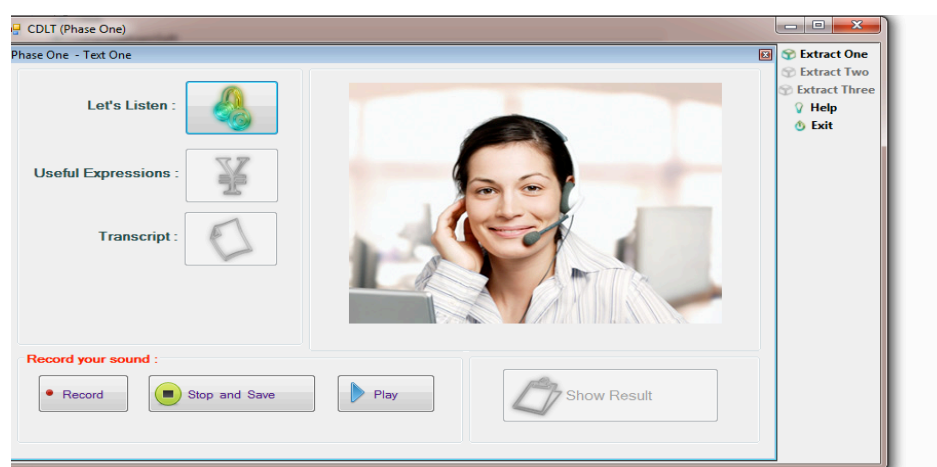 CDLT (Phase One)
Phase One - Text One
Extract One
Extract Two
Extract Three
Help
Exit
Let's Listen :
Useful Expressions :
Transcript :
Record your sound :
Record
Stop and Save
Play
Show Result